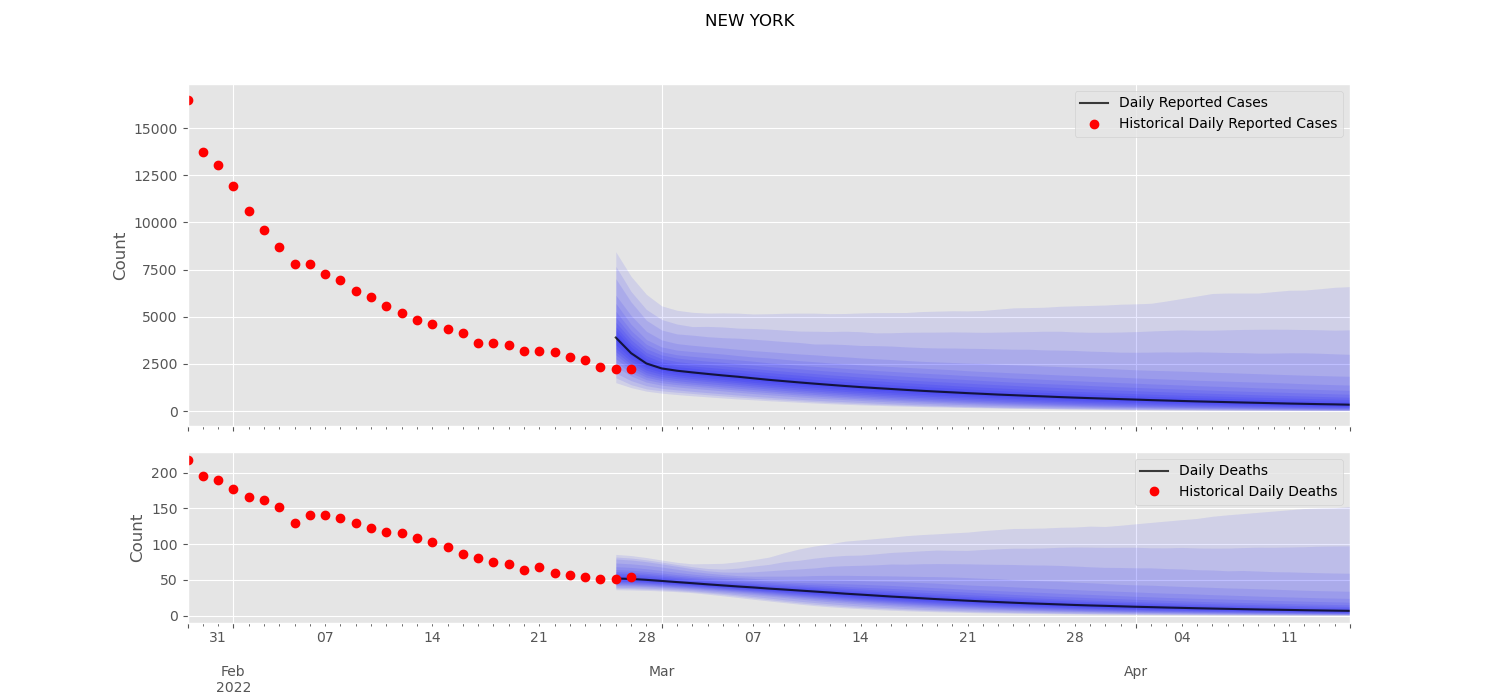 NEW YORK
Daily Reported Cases
Historical Daily Reported Cases
Count
15000
12500
10000
7500
5000
2500
0
Daily Deaths
Historical Daily Deaths
Count
200
150
100
50
0
31 07 14 21 28 07 14 21 28 04 11
Feb Mar Apr
2022